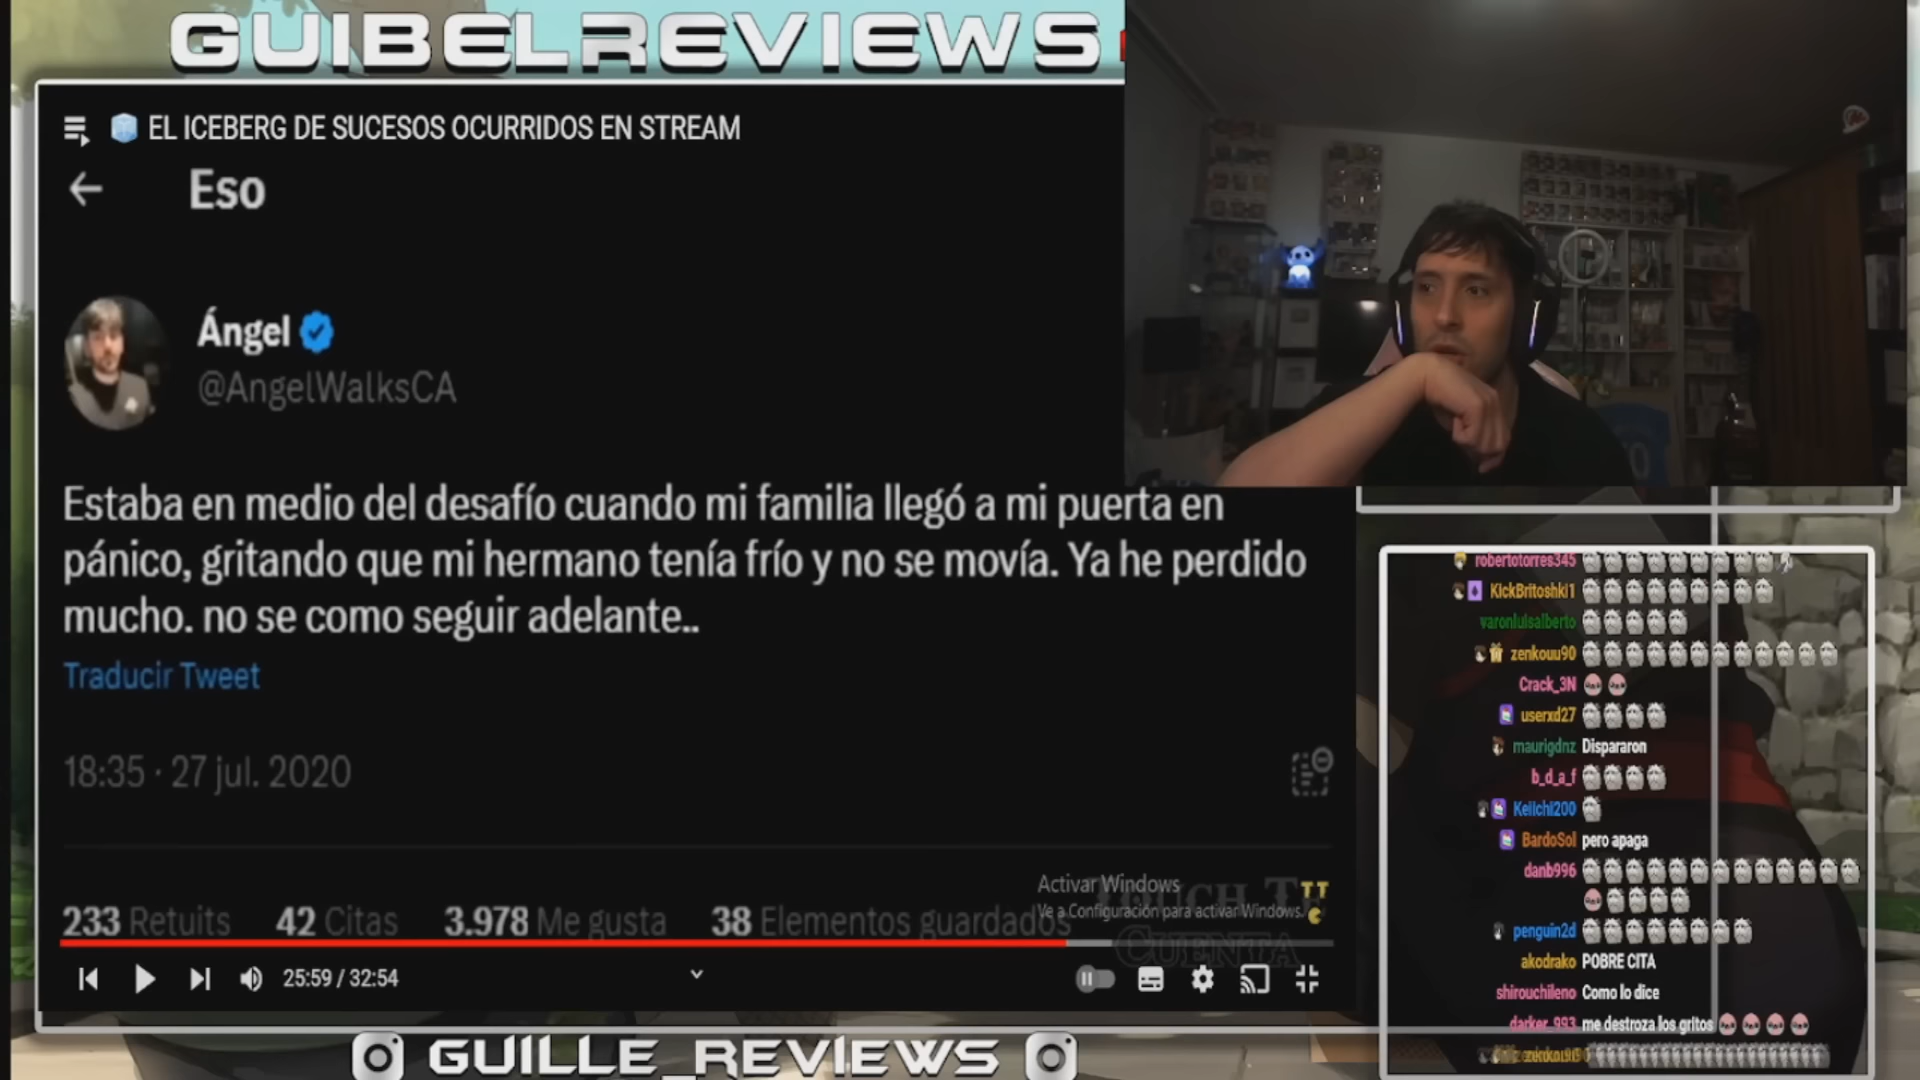 GUIBELREVIEWS
EL ICEBERG DE SUCESOS OCURRIDOS EN STREAM
Eso
Ángel
@AngelWalksCA
Estaba en medio del desafío cuando mi familia llegó a mi puerta en
pánico, gritando que mi hermano tenía frío y no se movía. Ya he perdido
mucho. no se como seguir adelante..
Traducir Tweet
18:35 · 27 jul. 2020
233 Retuits 42 Citas 3.978 Me gusta 38 Elementos guardados
Activar Windows
Ve a Configuración para activar Windows.
CUENTA
25:59 / 32:54
GUILLE_REVIEWS
robertotorres345
KickBritoshki1
varonluisalberto
zenkouu90
Crack_3N
userxd27
maurigdnz Dispararon
b_d_a_f
Keiichi200
BardoSol pero apaga
danb996
penguin2d
akodrako POBRE CITA
shirouchileno Como lo dice
darker_993 me destroza los gritos